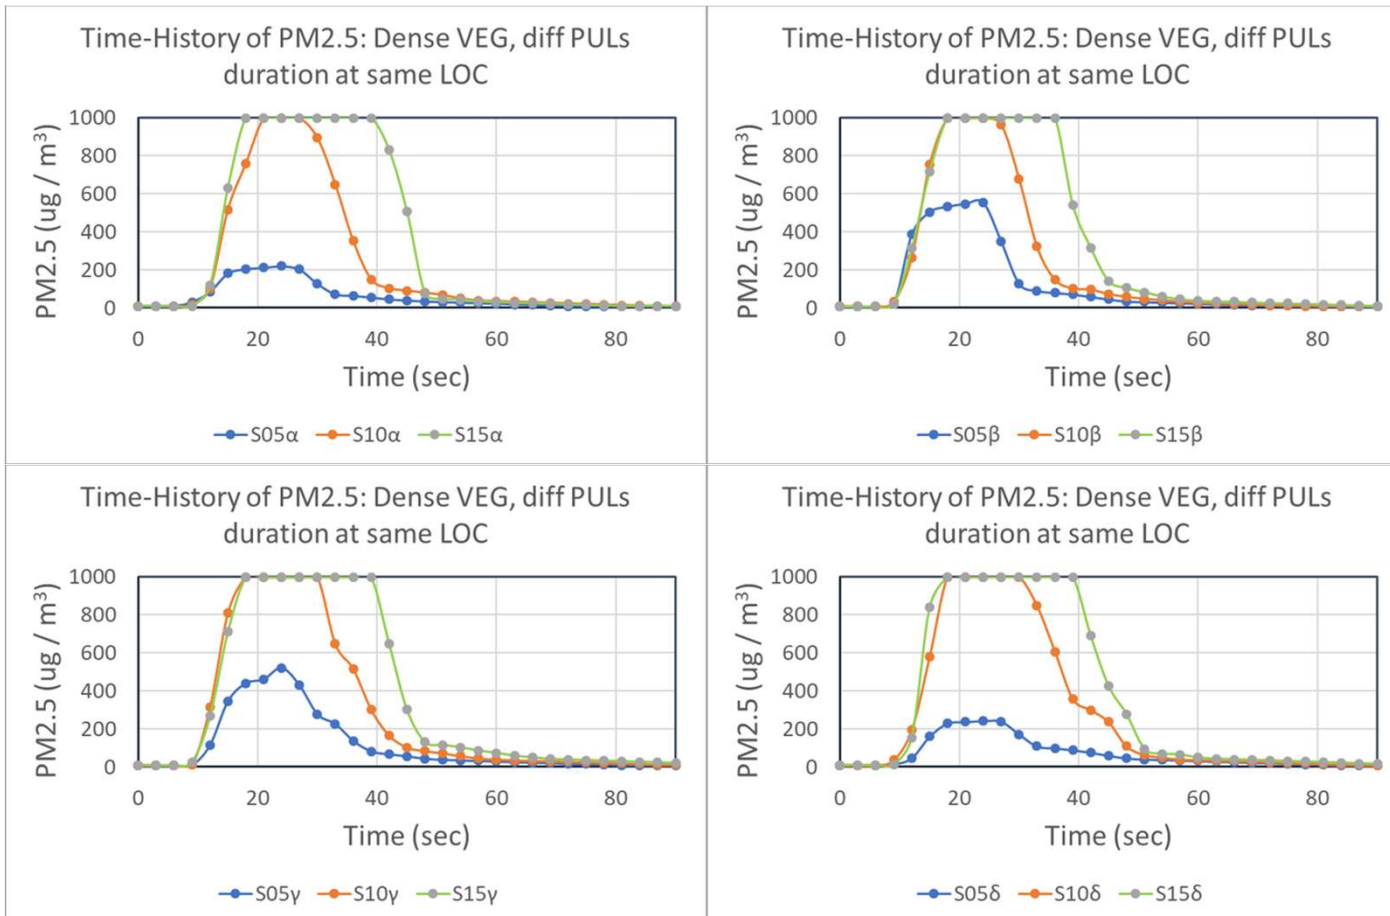 Time-History of PM2.5: Dense VEG, diff PULs
duration at same LOC
PM2.5 (ug / m³)
1000
800
600
400
200
0
0 20 40 60 80
Time (sec)
S05α S10α S15α
Time-History of PM2.5: Dense VEG, diff PULs
duration at same LOC
PM2.5 (ug / m³)
1000
800
600
400
200
0
0 20 40 60 80
Time (sec)
S05β S10β S15β
Time-History of PM2.5: Dense VEG, diff PULs
duration at same LOC
PM2.5 (ug / m³)
1000
800
600
400
200
0
0 20 40 60 80
Time (sec)
S05γ S10γ S15γ
Time-History of PM2.5: Dense VEG, diff PULs
duration at same LOC
PM2.5 (ug / m³)
1000
800
600
400
200
0
0 20 40 60 80
Time (sec)
S05δ S10δ S15δ